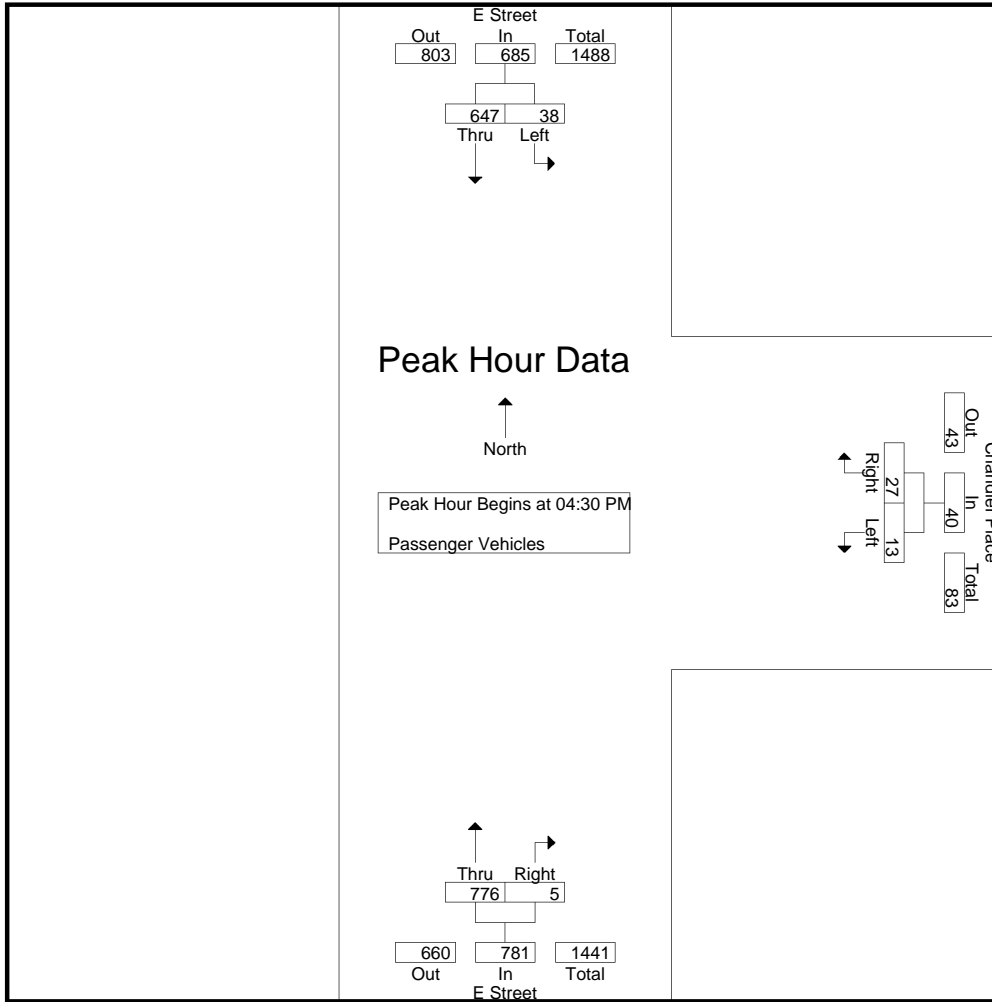 E Street
Out In Total
803 685 1488
647 38
Thru Left
Peak Hour Data
North
Peak Hour Begins at 04:30 PM
Passenger Vehicles
Chandler Place
Out In Total
43 40 83
27 13
Right Left
Thru Right
776 5
660 781 1441
Out In Total
E Street